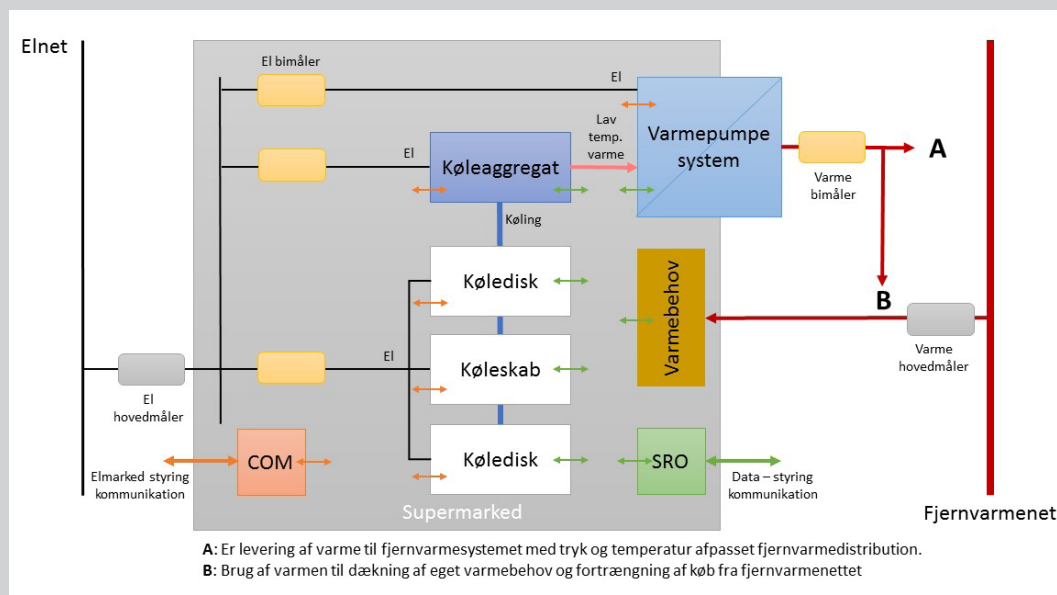 Elnet
El bimåler
El
Lav
temp.
varme
Varmepumpe
system
El
Køleaggregat
A
Varme
bimåler
Køling
Køledisk
Varmebehov
B
El
Køleskab
Varme
hovedmåler
El
hovedmåler
Køledisk
COM
SRO
Elmarked styring
kommunikation
Data – styring
kommunikation
Supermarked
Fjernvarmenet
A: Er levering af varme til fjernvarmesystemet med tryk og temperatur afpasset fjernvarmedistribution.
B: Brug af varmen til dækning af eget varmebehov og fortrængning af køb fra fjernvarmenettet